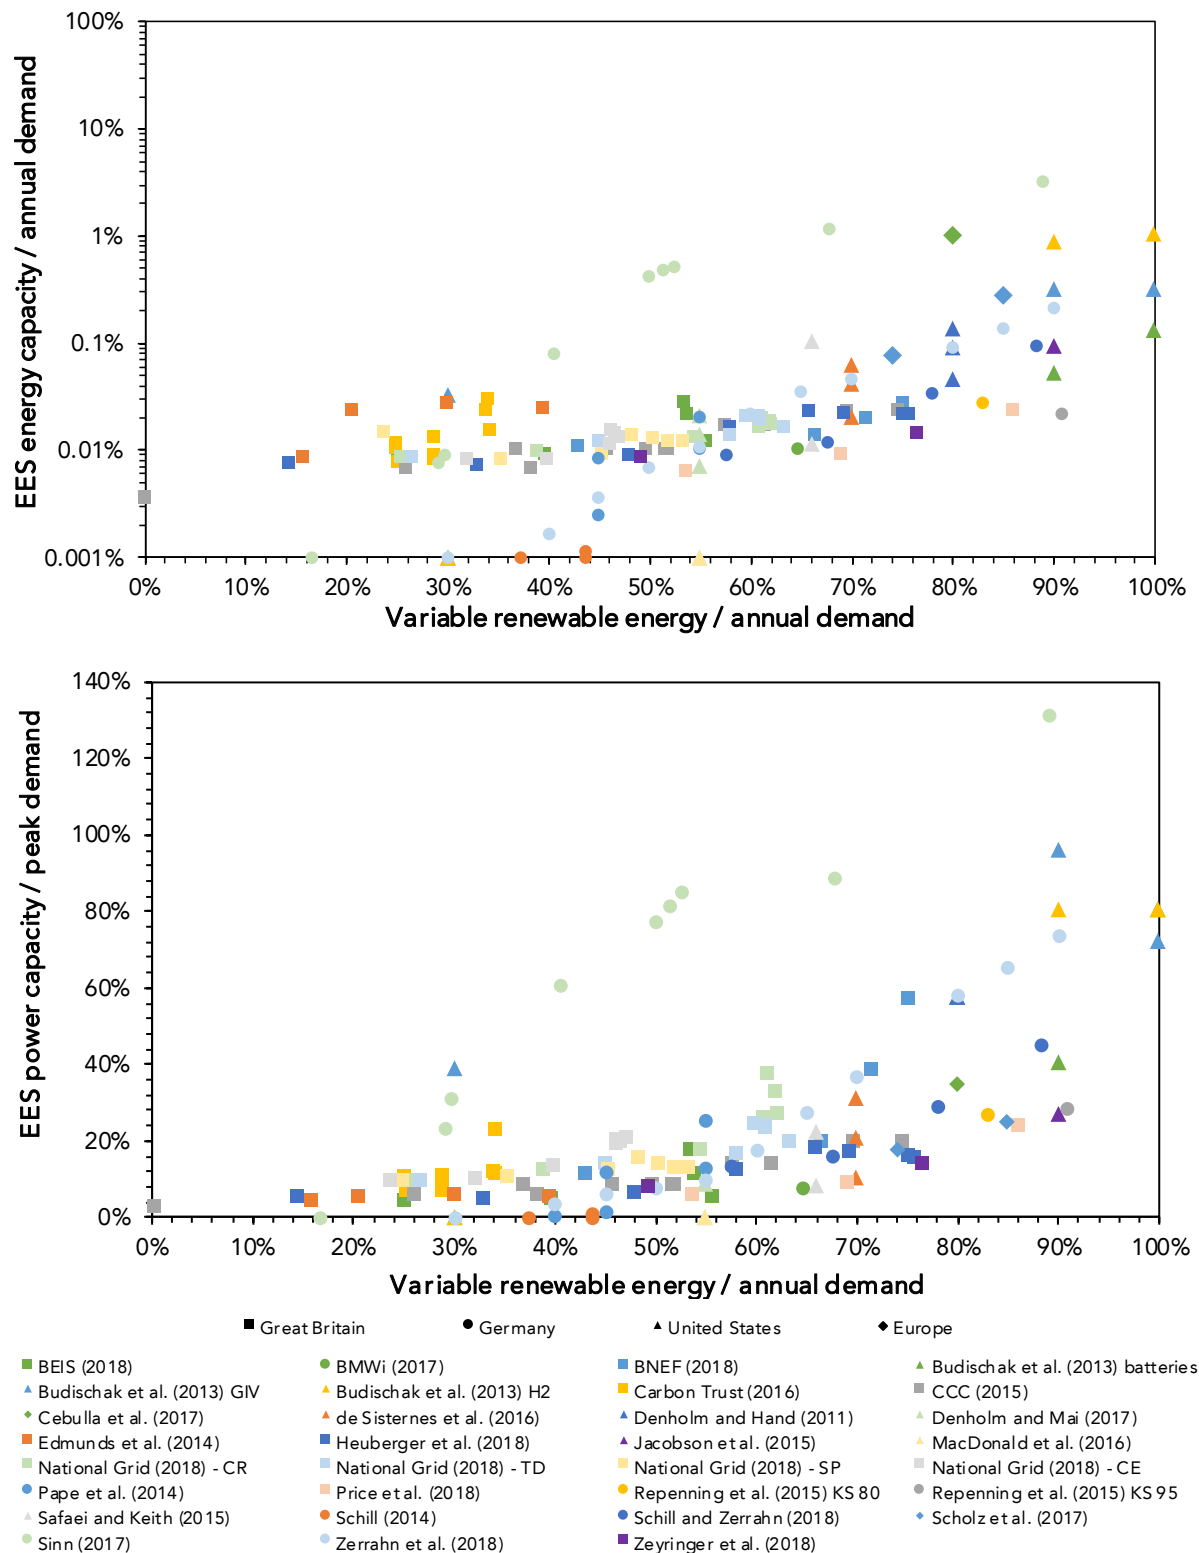 100%
10%
1%
0.1%
0.01%
0.001%
EES energy capacity / annual demand
0% 10% 20% 30% 40% 50% 60% 70% 80% 90% 100%
Variable renewable energy / annual demand
140%
120%
100%
80%
60%
40%
20%
0%
EES power capacity / peak demand
0% 10% 20% 30% 40% 50% 60% 70% 80% 90% 100%
Variable renewable energy / annual demand
Great Britain Germany United States Europe
BEIS (2018) BMWi (2017) BNEF (2018) Budischak et al. (2013) batteries
Budischak et al. (2013) GIV Budischak et al. (2013) H2 Carbon Trust (2016) CCC (2015)
Cebulla et al. (2017) de Sisternes et al. (2016) Denholm and Hand (2011) Denholm and Mai (2017)
Edmunds et al. (2014) Heuberger et al. (2018) Jacobson et al. (2015) MacDonald et al. (2016)
National Grid (2018) - CR National Grid (2018) - TD National Grid (2018) - SP National Grid (2018) - CE
Pape et al. (2014) Price et al. (2018) Repenning et al. (2015) KS 80 Repenning et al. (2015) KS 95
Safaei and Keith (2015) Schill (2014) Schill and Zerrahn (2018) Scholz et al. (2017)
Sinn (2017) Zerrahn et al. (2018) Zeyringer et al. (2018)